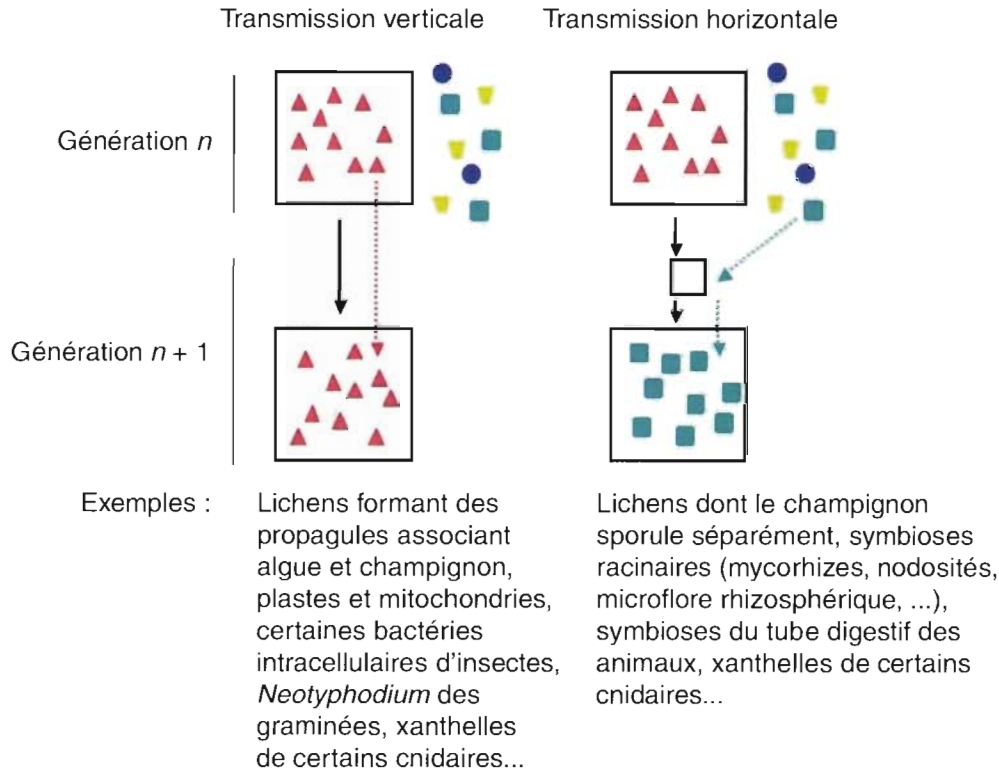 Transmission verticale
Transmission horizontale
Génération n
Génération n + 1
Exemples :
Lichens formant des
propagules associant
algue et champignon,
plastes et mitochondries,
certaines bactéries
intracellulaires d'insectes,
Neotyphodium des
graminées, xanthelles
de certains cnidaires...
Lichens dont le champignon
sporule séparément, symbioses
racinaires (mycorhizes, nodosités,
microflore rhizosphérique, ...),
symbioses du tube digestif des
animaux, xanthelles de certains
cnidaires...